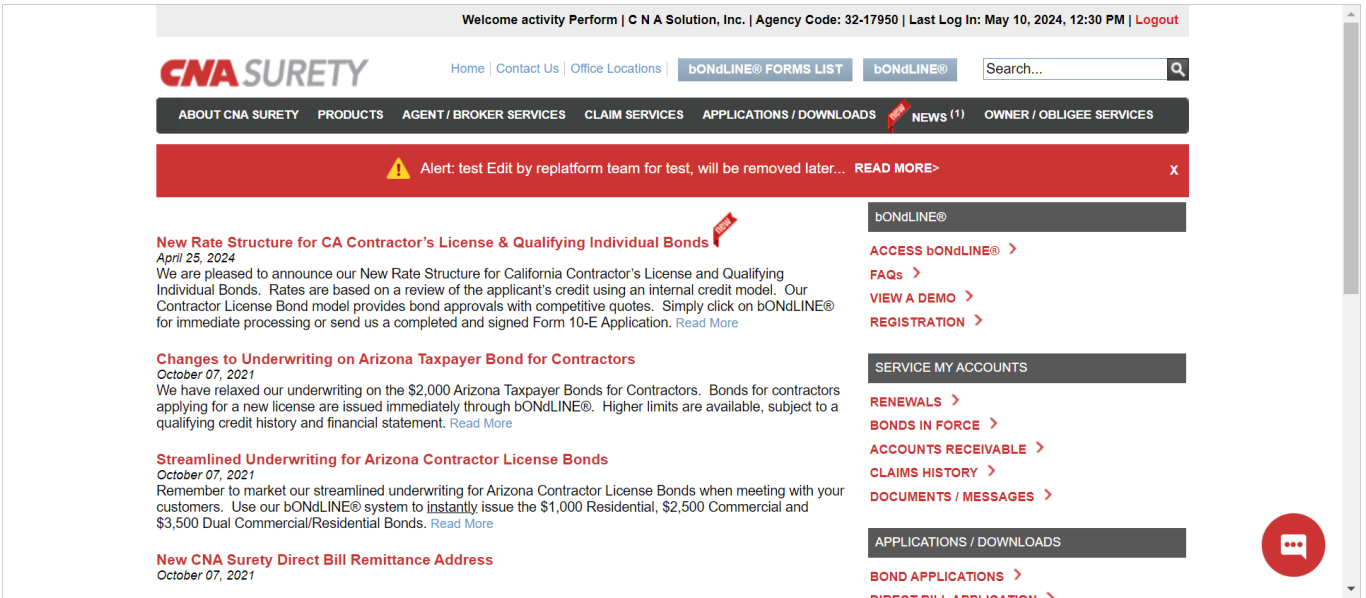 Welcome activity Perform | C N A Solution, Inc. | Agency Code: 32-17950 | Last Log In: May 10, 2024, 12:30 PM | Logout
CNA SURETY
Home | Contact Us | Office Locations |
bONdLINE® FORMS LIST
bONdLINE®
Search...
ABOUT CNA SURETY
PRODUCTS
AGENT / BROKER SERVICES
CLAIM SERVICES
APPLICATIONS / DOWNLOADS
new
NEWS (1)
OWNER / OBLIGEE SERVICES
Alert: test Edit by replatform team for test, will be removed later... READ MORE>
x
New Rate Structure for CA Contractor’s License & Qualifying Individual Bonds
new
April 25, 2024
We are pleased to announce our New Rate Structure for California Contractor’s License and Qualifying
Individual Bonds. Rates are based on a review of the applicant’s credit using an internal credit model. Our
Contractor License Bond model provides bond approvals with competitive quotes. Simply click on bONdLINE®
for immediate processing or send us a completed and signed Form 10-E Application. Read More
Changes to Underwriting on Arizona Taxpayer Bond for Contractors
October 07, 2021
We have relaxed our underwriting on the $2,000 Arizona Taxpayer Bonds for Contractors. Bonds for contractors
applying for a new license are issued immediately through bONdLINE®. Higher limits are available, subject to a
qualifying credit history and financial statement. Read More
Streamlined Underwriting for Arizona Contractor License Bonds
October 07, 2021
Remember to market our streamlined underwriting for Arizona Contractor License Bonds when meeting with your
customers. Use our bONdLINE® system to instantly issue the $1,000 Residential, $2,500 Commercial and
$3,500 Dual Commercial/Residential Bonds. Read More
New CNA Surety Direct Bill Remittance Address
October 07, 2021
bONdLINE®
ACCESS bONdLINE®
FAQs
VIEW A DEMO
REGISTRATION
SERVICE MY ACCOUNTS
RENEWALS
BONDS IN FORCE
ACCOUNTS RECEIVABLE
CLAIMS HISTORY
DOCUMENTS / MESSAGES
APPLICATIONS / DOWNLOADS
BOND APPLICATIONS
DIRECT BILL APPLICATION